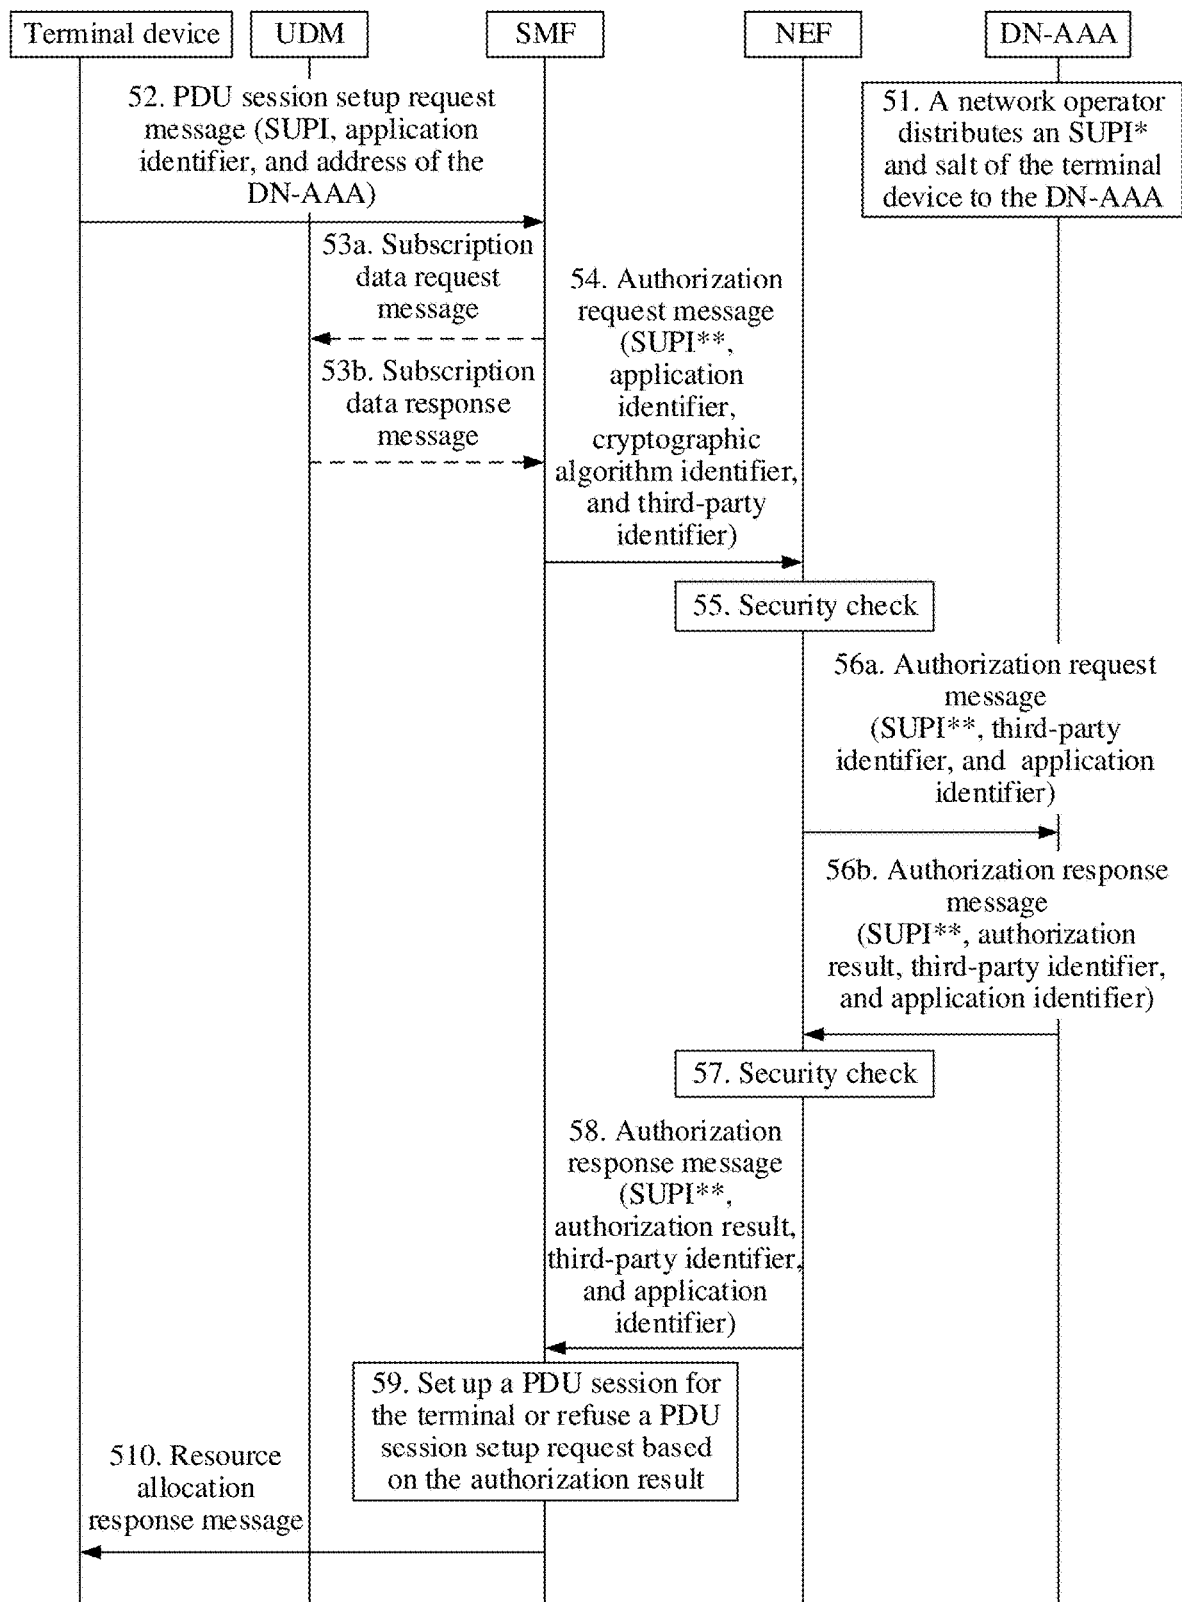 Terminal device
UDM
SMF
NEF
DN-AAA
51. A network operator
distributes an SUPI*
and salt of the terminal
device to the DN-AAA
52. PDU session setup request
message (SUPI, application
identifier, and address of the
DN-AAA)
53a. Subscription
data request
message
53b. Subscription
data response
message
54. Authorization
request message
(SUPI**,
application
identifier,
cryptographic
algorithm identifier,
and third-party
identifier)
55. Security check
56a. Authorization request
message
(SUPI**, third-party
identifier, and application
identifier)
56b. Authorization response
message
(SUPI**, authorization
result, third-party identifier,
and application identifier)
57. Security check
58. Authorization
response message
(SUPI**,
authorization result,
third-party identifier,
and application
identifier)
59. Set up a PDU session for
the terminal or refuse a PDU
session setup request based
on the authorization result
510. Resource
allocation
response message